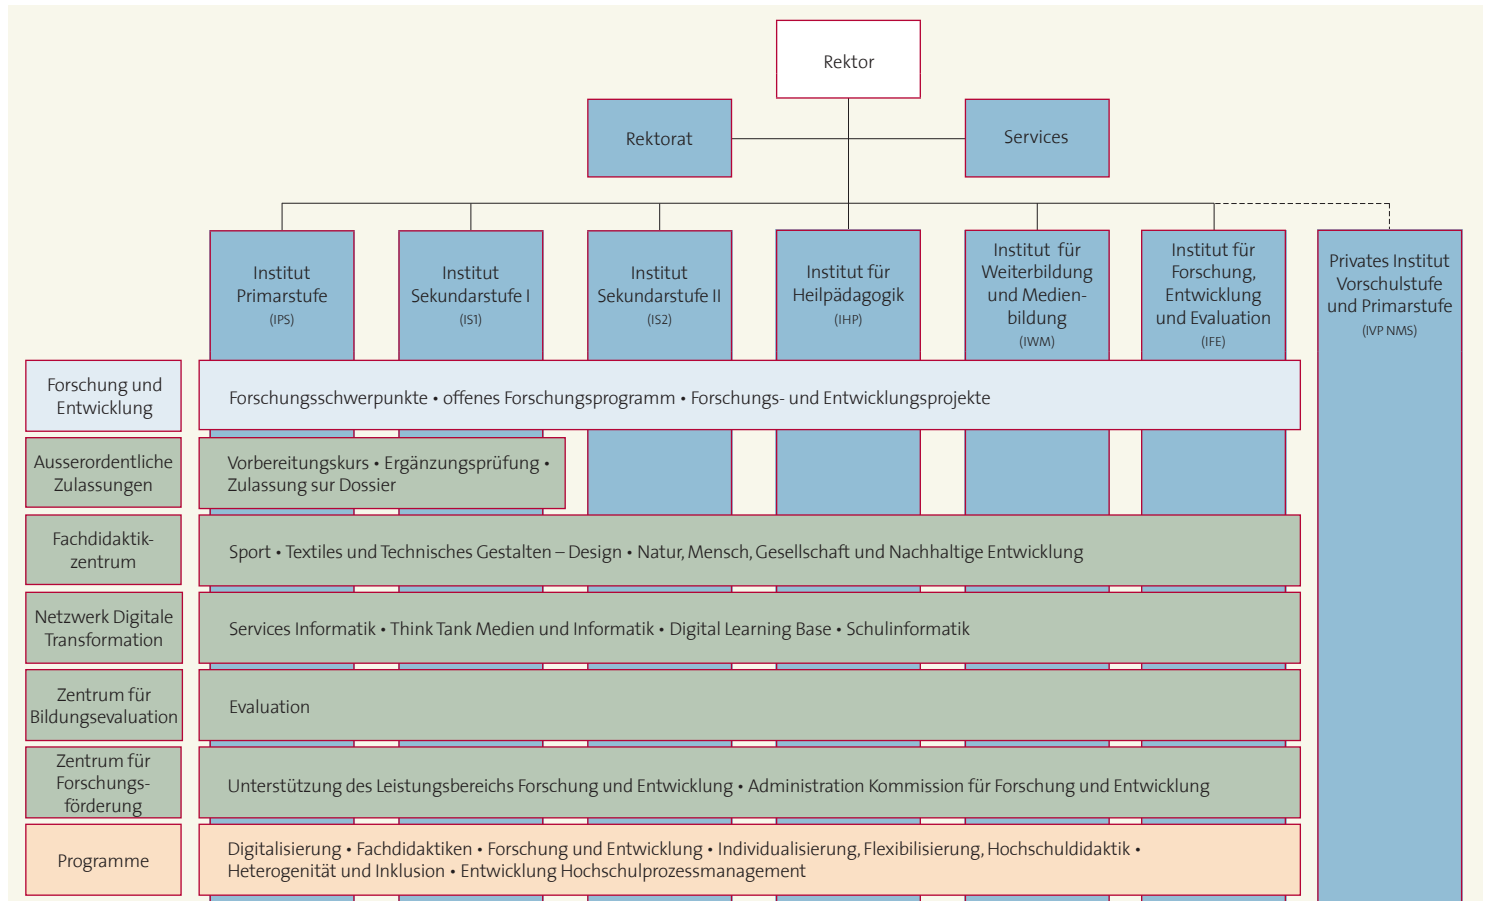 Rektor
Rektorat
Services
Institut
Primarstufe
(IPS)
Institut
Sekundarstufe I
(IS1)
Institut
Sekundarstufe II
(IS2)
Institut für
Heilpädagogik
(IHP)
Institut für
Weiterbildung
und Medien-
bildung
(IWM)
Institut für
Forschung,
Entwicklung
und Evaluation
(IFE)
Privates Institut
Vorschulstufe
und Primarstufe
(IVP NMS)
Forschung und
Entwicklung
Forschungsschwerpunkte • offenes Forschungsprogramm • Forschungs- und Entwicklungsprojekte
Ausserordentliche
Zulassungen
Vorbereitungskurs • Ergänzungsprüfung •
Zulassung sur Dossier
Fachdidaktik-
zentrum
Sport • Textiles und Technisches Gestalten – Design • Natur, Mensch, Gesellschaft und Nachhaltige Entwicklung
Netzwerk Digitale
Transformation
Services Informatik • Think Tank Medien und Informatik • Digital Learning Base • Schulinformatik
Zentrum für
Bildungsevaluation
Evaluation
Zentrum für
Forschungs-
förderung
Unterstützung des Leistungsbereichs Forschung und Entwicklung • Administration Kommission für Forschung und Entwicklung
Programme
Digitalisierung • Fachdidaktiken • Forschung und Entwicklung • Individualisierung, Flexibilisierung, Hochschuldidaktik •
Heterogenität und Inklusion • Entwicklung Hochschulprozessmanagement